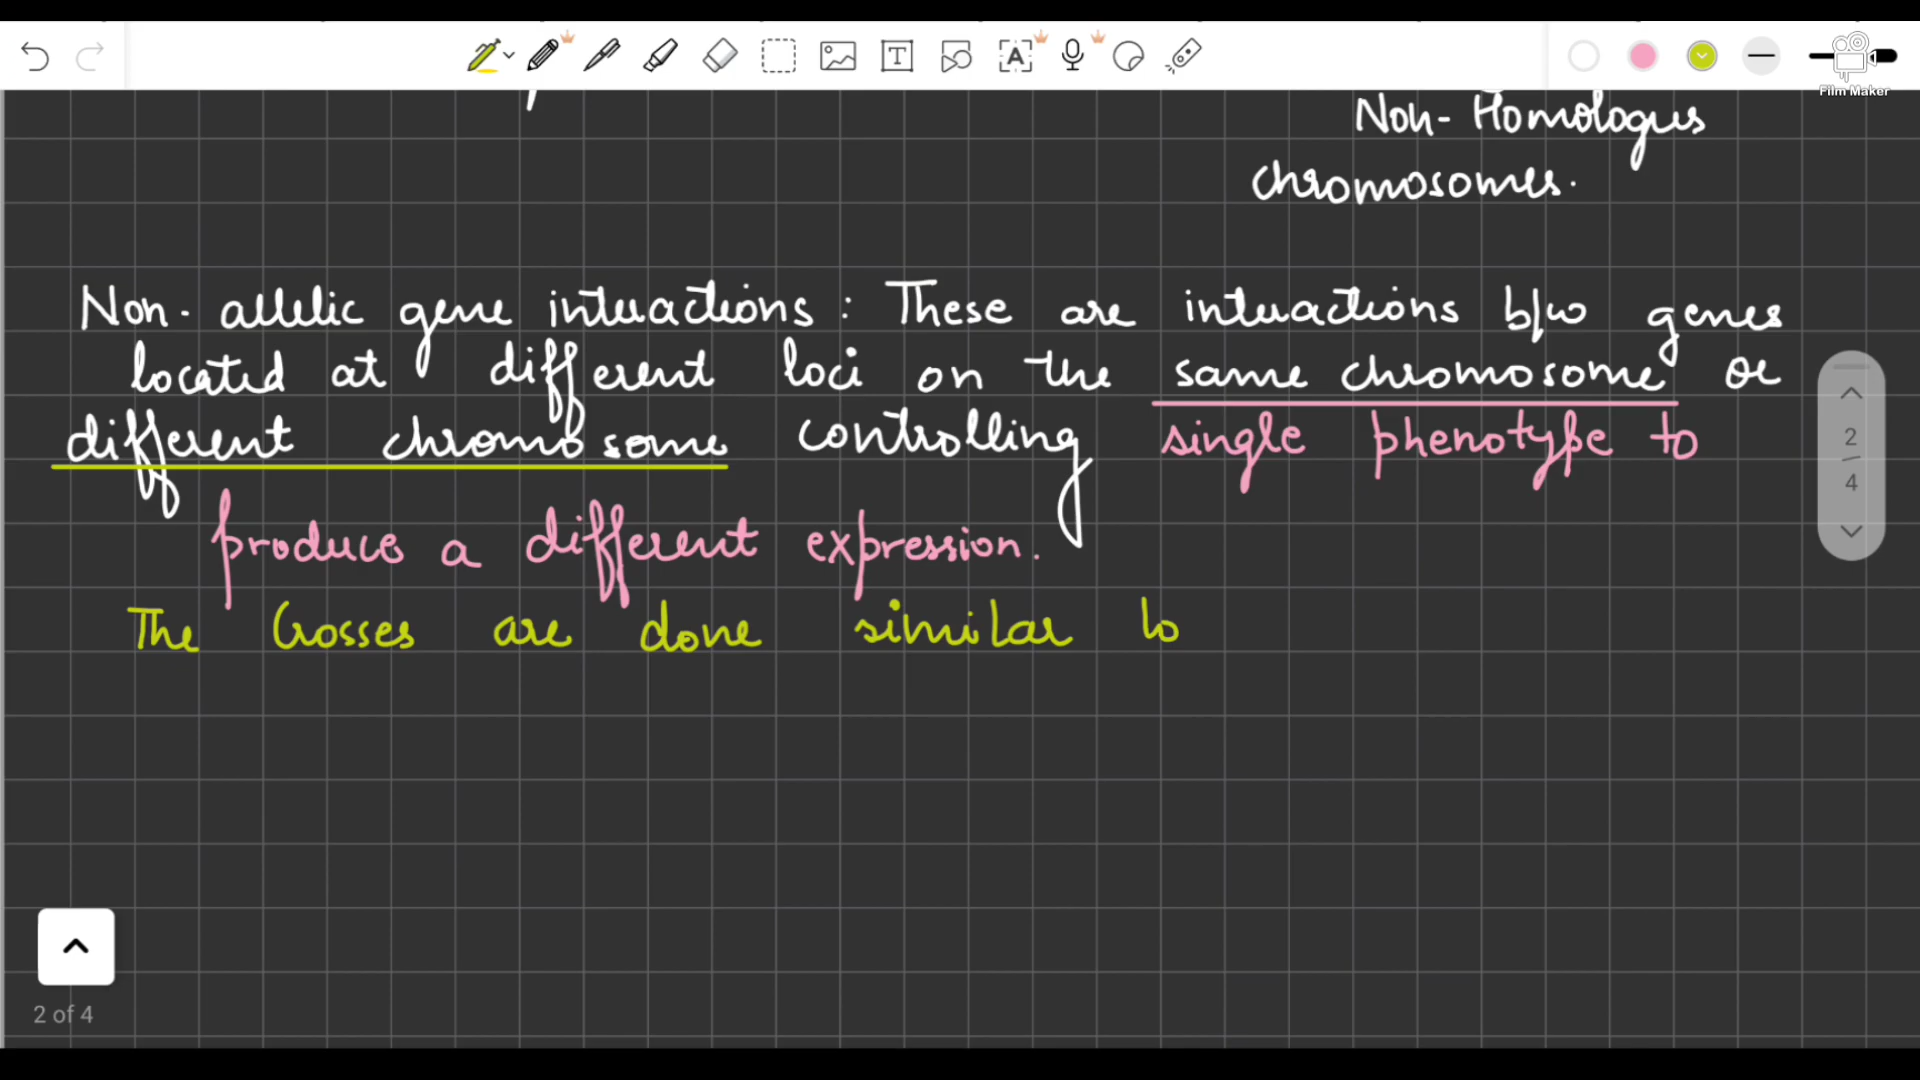 Film Maker
Non- Homologus
chromosomes.
Non- allelic gene interactions : These are interactions b/w genes
located at different loci on the same chromosome or
different chromosome controlling single phenotype to
produce a different expression.
The Crosses are done similar to
2
4
2 of 4